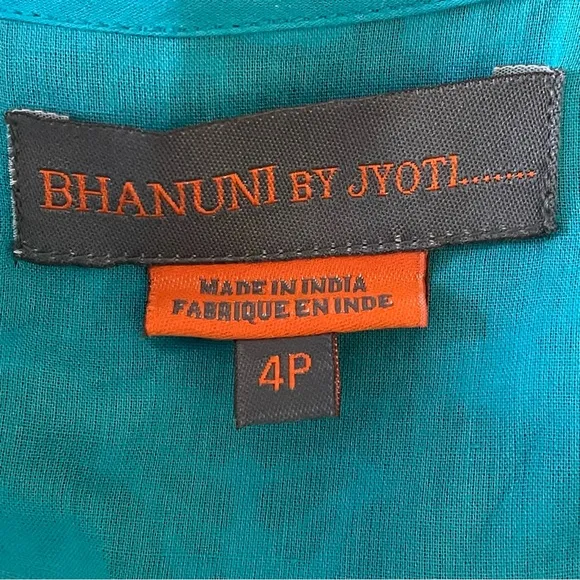 BHANUNI BY JYOTI........
MADE IN INDIA
FABRIQUE EN INDE
4P